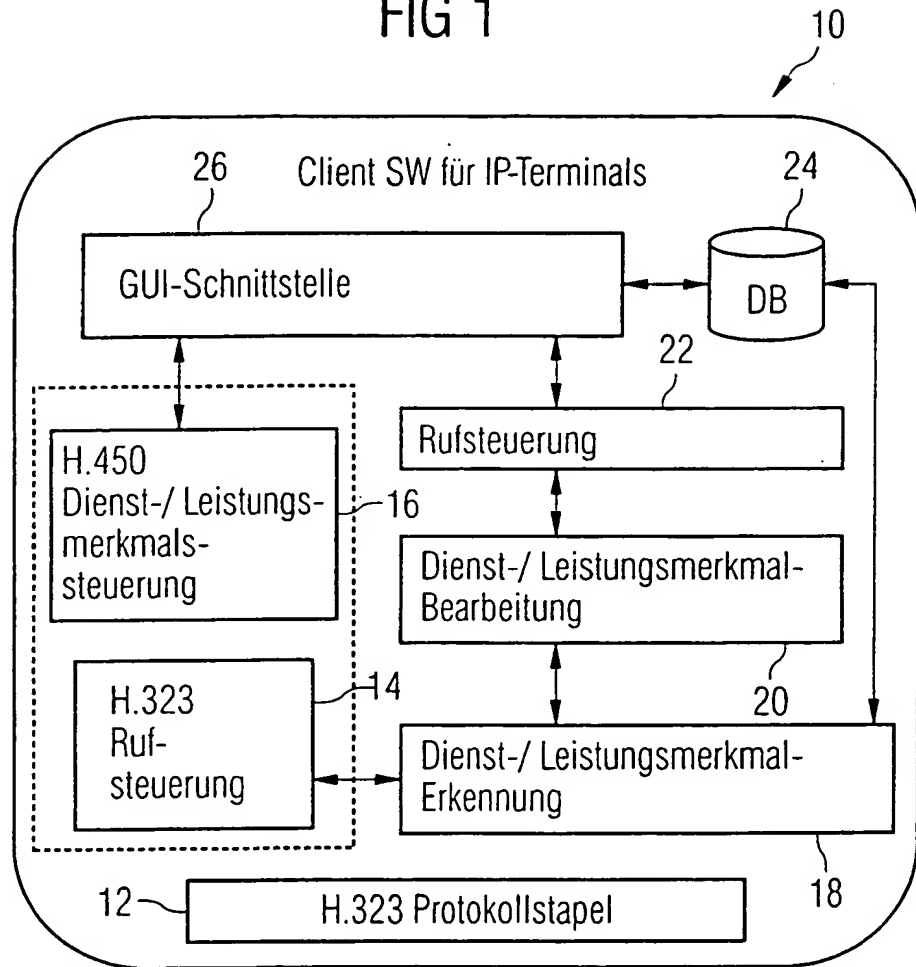 FIG 1
10
Client SW für IP-Terminals
26
24
GUI-Schnittstelle
DB
22
Rufsteuerung
H.450
Dienst-/ Leistungs-
merkmals-
steuerung
16
Dienst-/ Leistungsmerkmal-
Bearbeitung
20
H.323
Ruf-
steuerung
14
Dienst-/ Leistungsmerkmal-
Erkennung
18
12
H.323 Protokollstapel